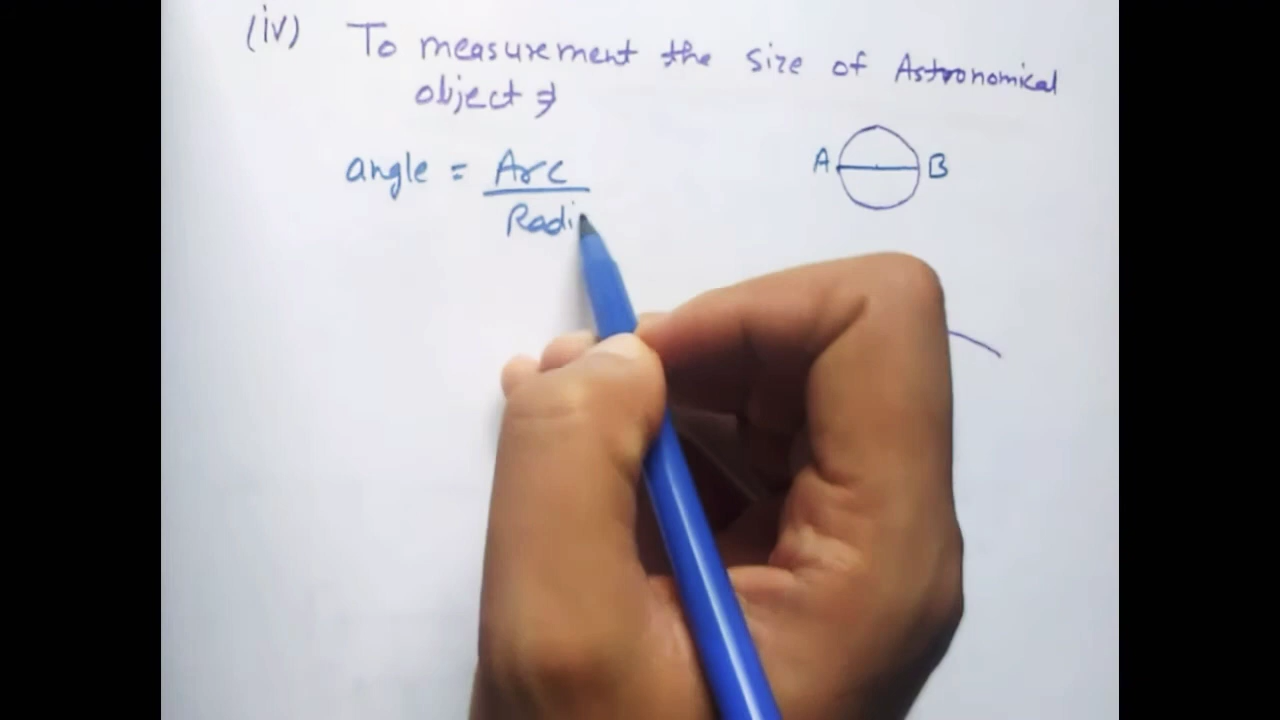 (iv) To measurement the size of Astronomical
object ⇒
A B
angle = Arc
Radi